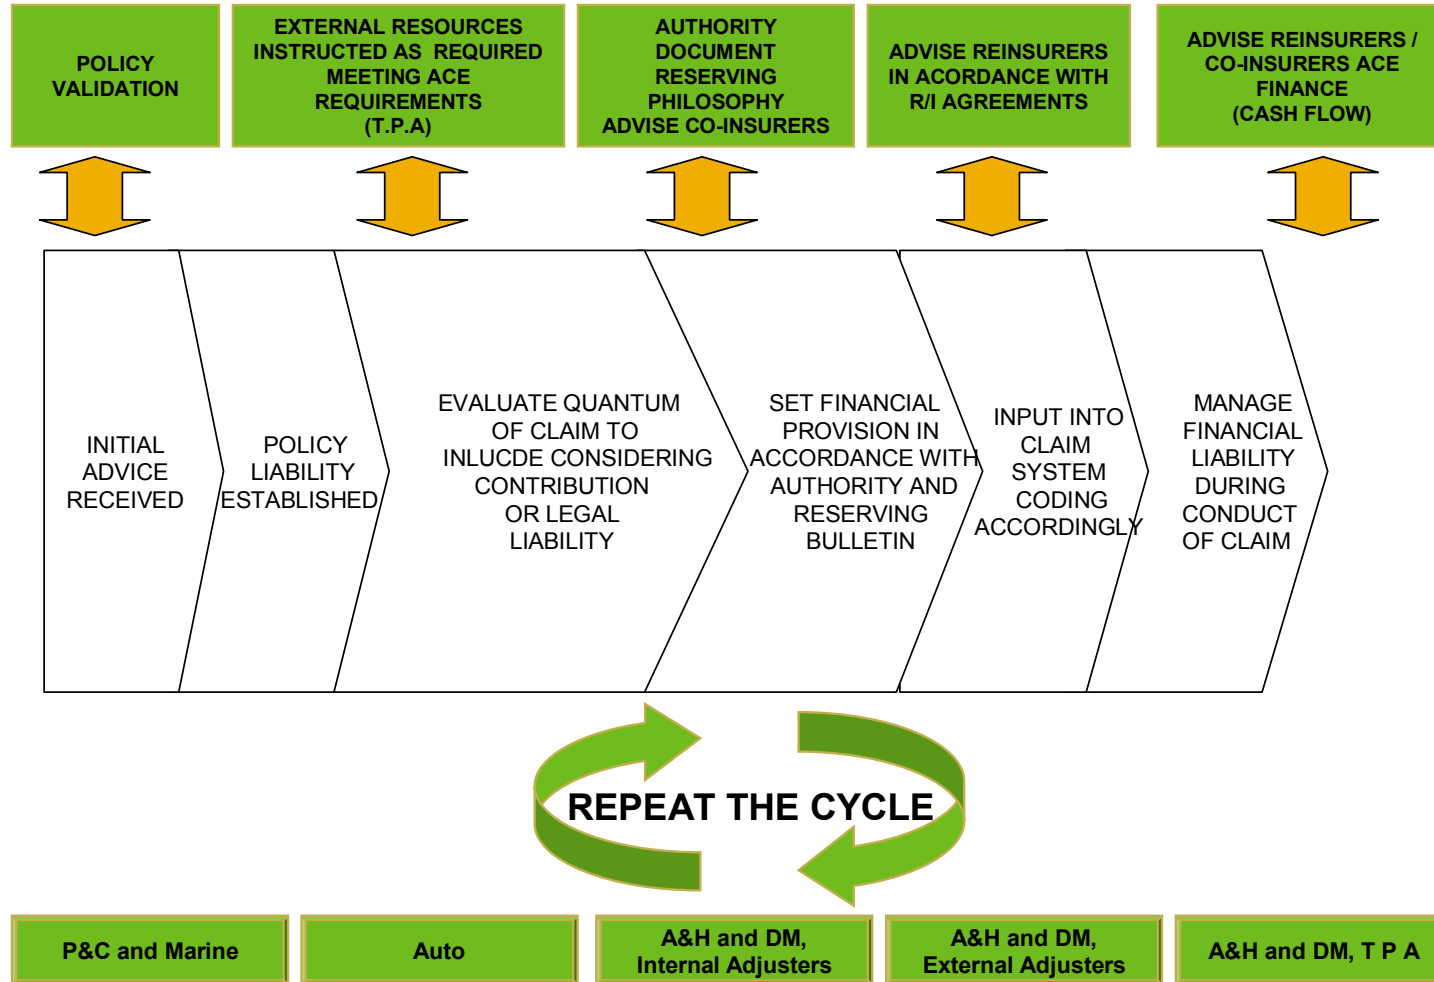 POLICY
VALIDATION
EXTERNAL RESOURCES
INSTRUCTED AS REQUIRED
MEETING ACE
REQUIREMENTS
(T.P.A)
AUTHORITY
DOCUMENT
RESERVING
PHILOSOPHY
ADVISE CO-INSURERS
ADVISE REINSURERS
IN ACORDANCE WITH
R/I AGREEMENTS
ADVISE REINSURERS /
CO-INSURERS ACE
FINANCE
(CASH FLOW)
INITIAL
ADVICE
RECEIVED
POLICY
LIABILITY
ESTABLISHED
EVALUATE QUANTUM
OF CLAIM TO
INLUCDE CONSIDERING
CONTRIBUTION
OR LEGAL
LIABILITY
SET FINANCIAL
PROVISION IN
ACCORDANCE WITH
AUTHORITY AND
RESERVING
BULLETIN
INPUT INTO
CLAIM
SYSTEM
CODING
ACCORDINGLY
MANAGE
FINANCIAL
LIABILITY
DURING
CONDUCT
OF CLAIM
REPEAT THE CYCLE
P&C and Marine
Auto
A&H and DM,
Internal Adjusters
A&H and DM,
External Adjusters
A&H and DM, T P A